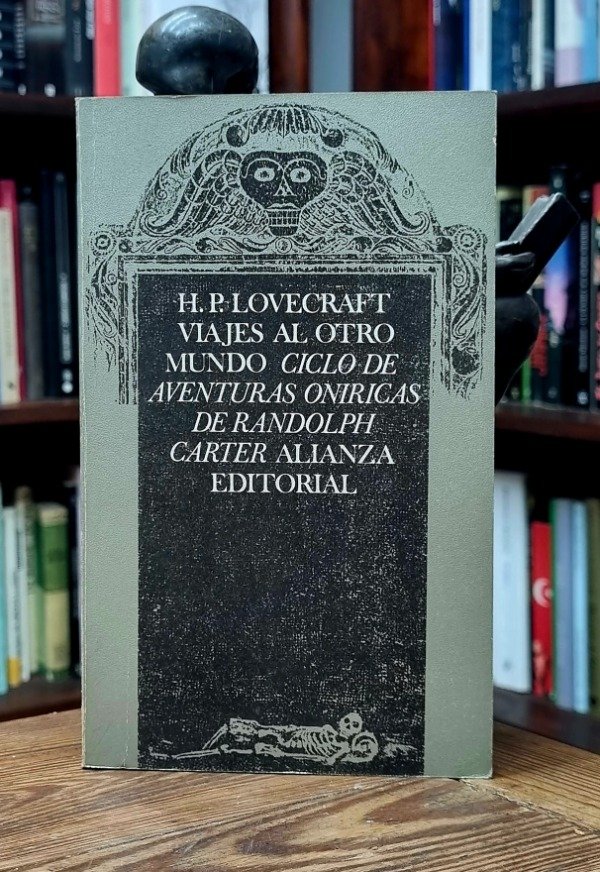 H. P. LOVECRAFT
VIAJES AL OTRO
MUNDO CICLO DE
AVENTURAS ONIRICAS
DE RANDOLPH
CARTER ALIANZA
EDITORIAL